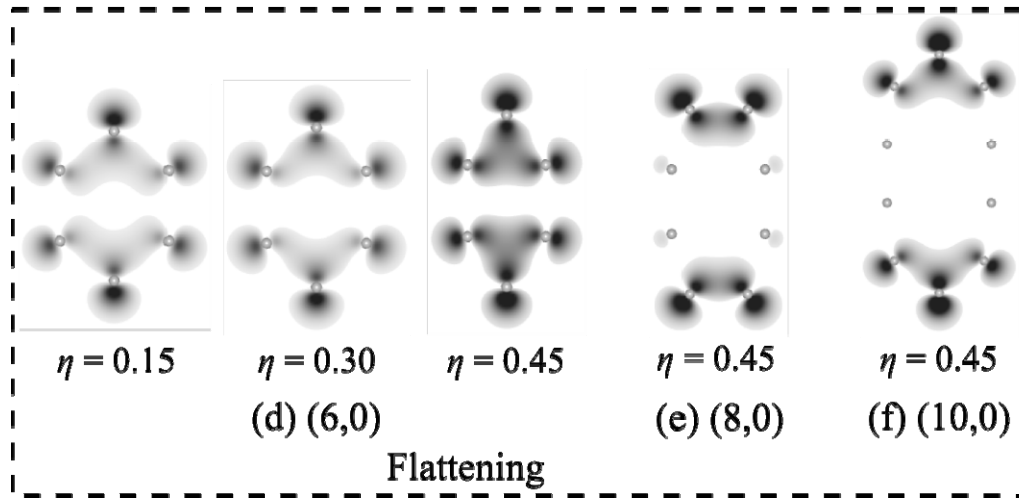 η = 0.15 η = 0.30 η = 0.45 η = 0.45 η = 0.45
(d) (6,0) (e) (8,0) (f) (10,0)
Flattening